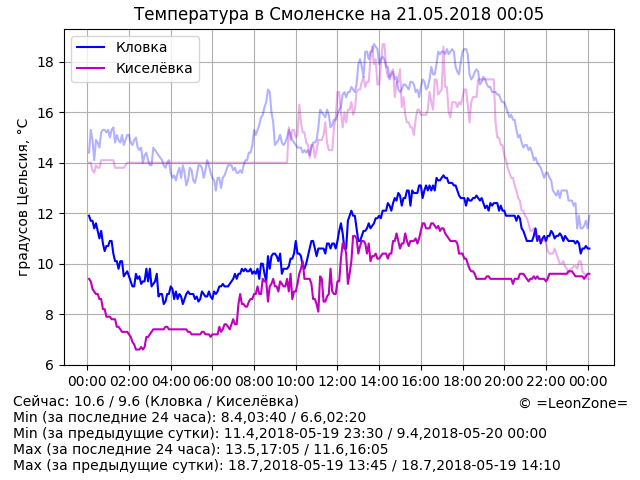 Температура в Смоленске на 21.05.2018 00:05
Кловка
Киселёвка
градусов Цельсия, °C
18
16
14
12
10
8
6
00:00 02:00 04:00 06:00 08:00 10:00 12:00 14:00 16:00 18:00 20:00 22:00 00:00
Сейчас: 10.6 / 9.6 (Кловка / Киселёвка)
© =LeonZone=
Min (за последние 24 часа): 8.4,03:40 / 6.6,02:20
Min (за предыдущие сутки): 11.4,2018-05-19 23:30 / 9.4,2018-05-20 00:00
Max (за последние 24 часа): 13.5,17:05 / 11.6,16:05
Max (за предыдущие сутки): 18.7,2018-05-19 13:45 / 18.7,2018-05-19 14:10